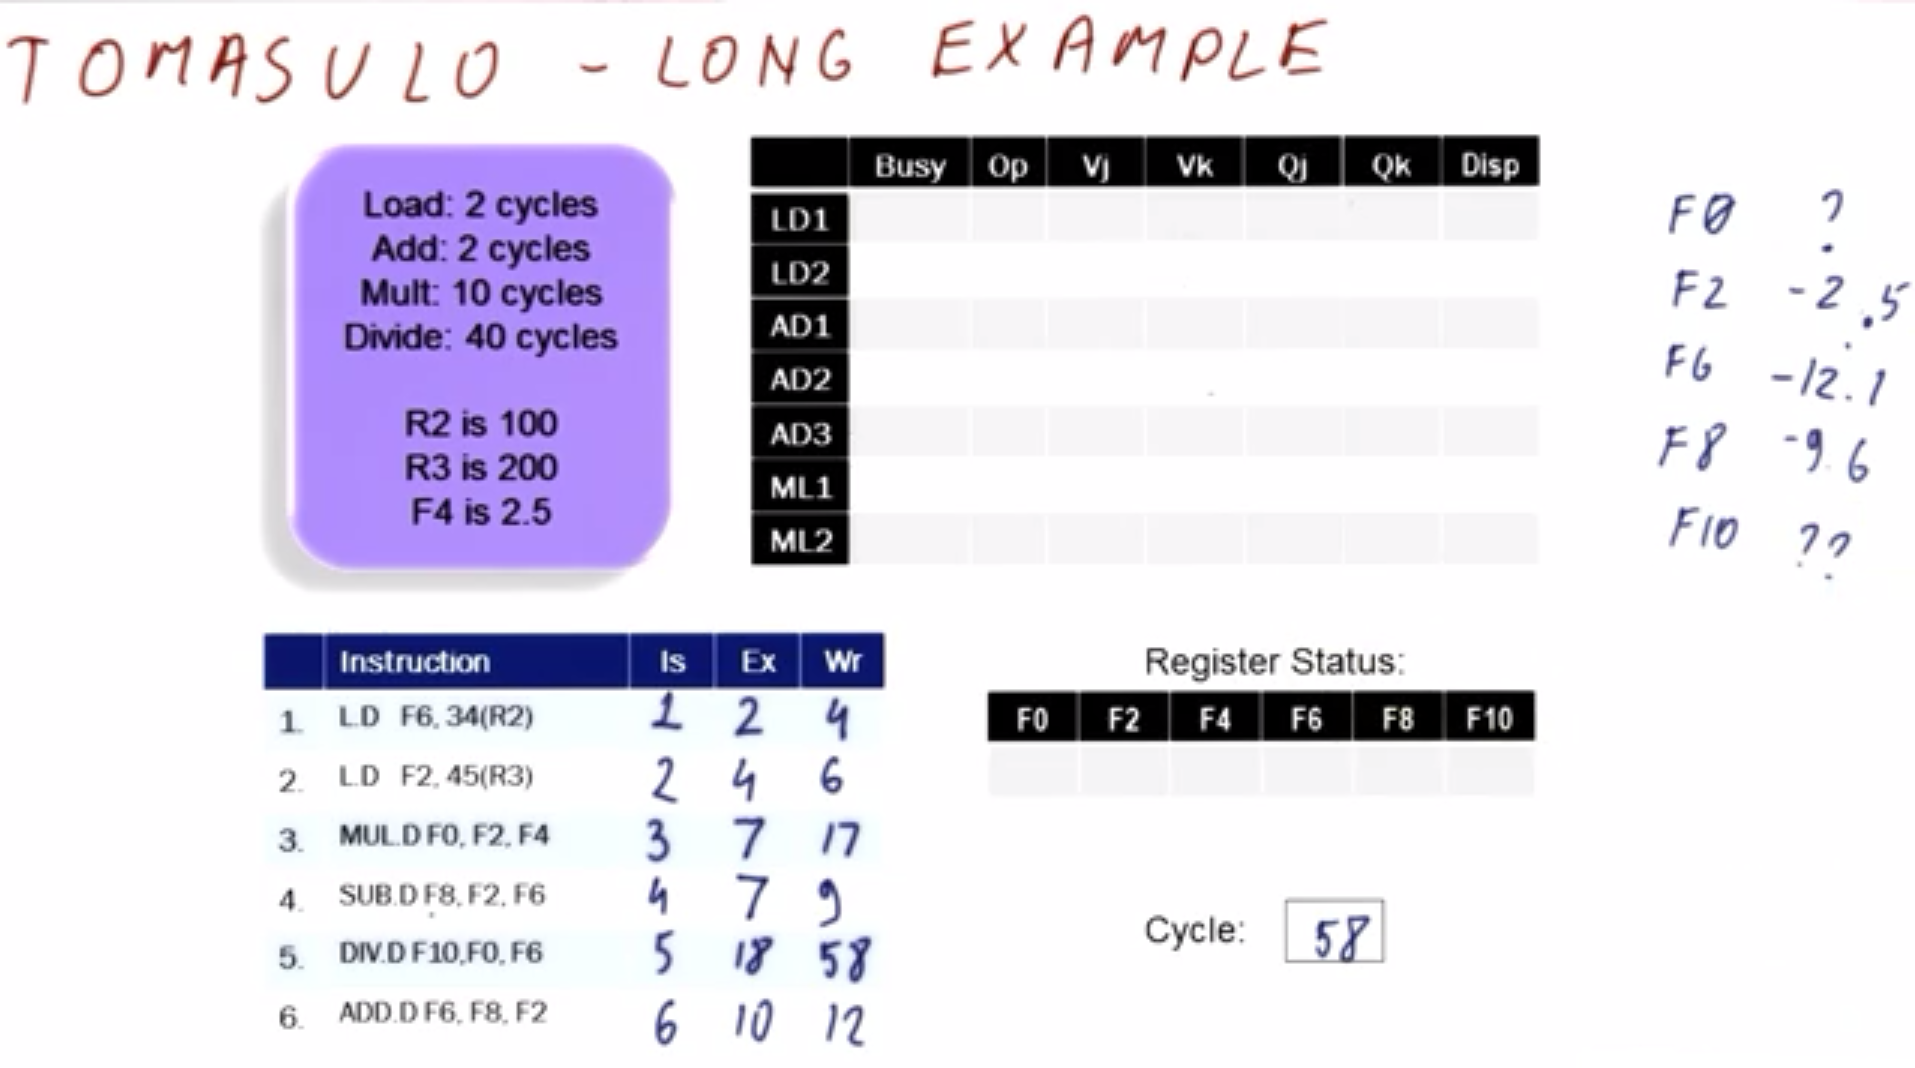 TOMASULO - LONG EXAMPLE
Load: 2 cycles
Add: 2 cycles
Mult: 10 cycles
Divide: 40 cycles
R2 is 100
R3 is 200
F4 is 2.5
Busy Op Vj Vk Qj Qk Disp
LD1
LD2
AD1
AD2
AD3
ML1
ML2
F0 ?
F2 -2.5
F6 -12.1
F8 -9.6
F10 ??
Instruction Is Ex Wr
1. L.D F6, 34(R2) 1 2 4
2. L.D F2, 45(R3) 2 4 6
3. MUL.D F0, F2, F4 3 7 17
4. SUB.D F8, F2, F6 4 7 9
5. DIV.D F10,F0, F6 5 18 58
6. ADD.D F6, F8, F2 6 10 12
Register Status:
F0 F2 F4 F6 F8 F10
Cycle: 58